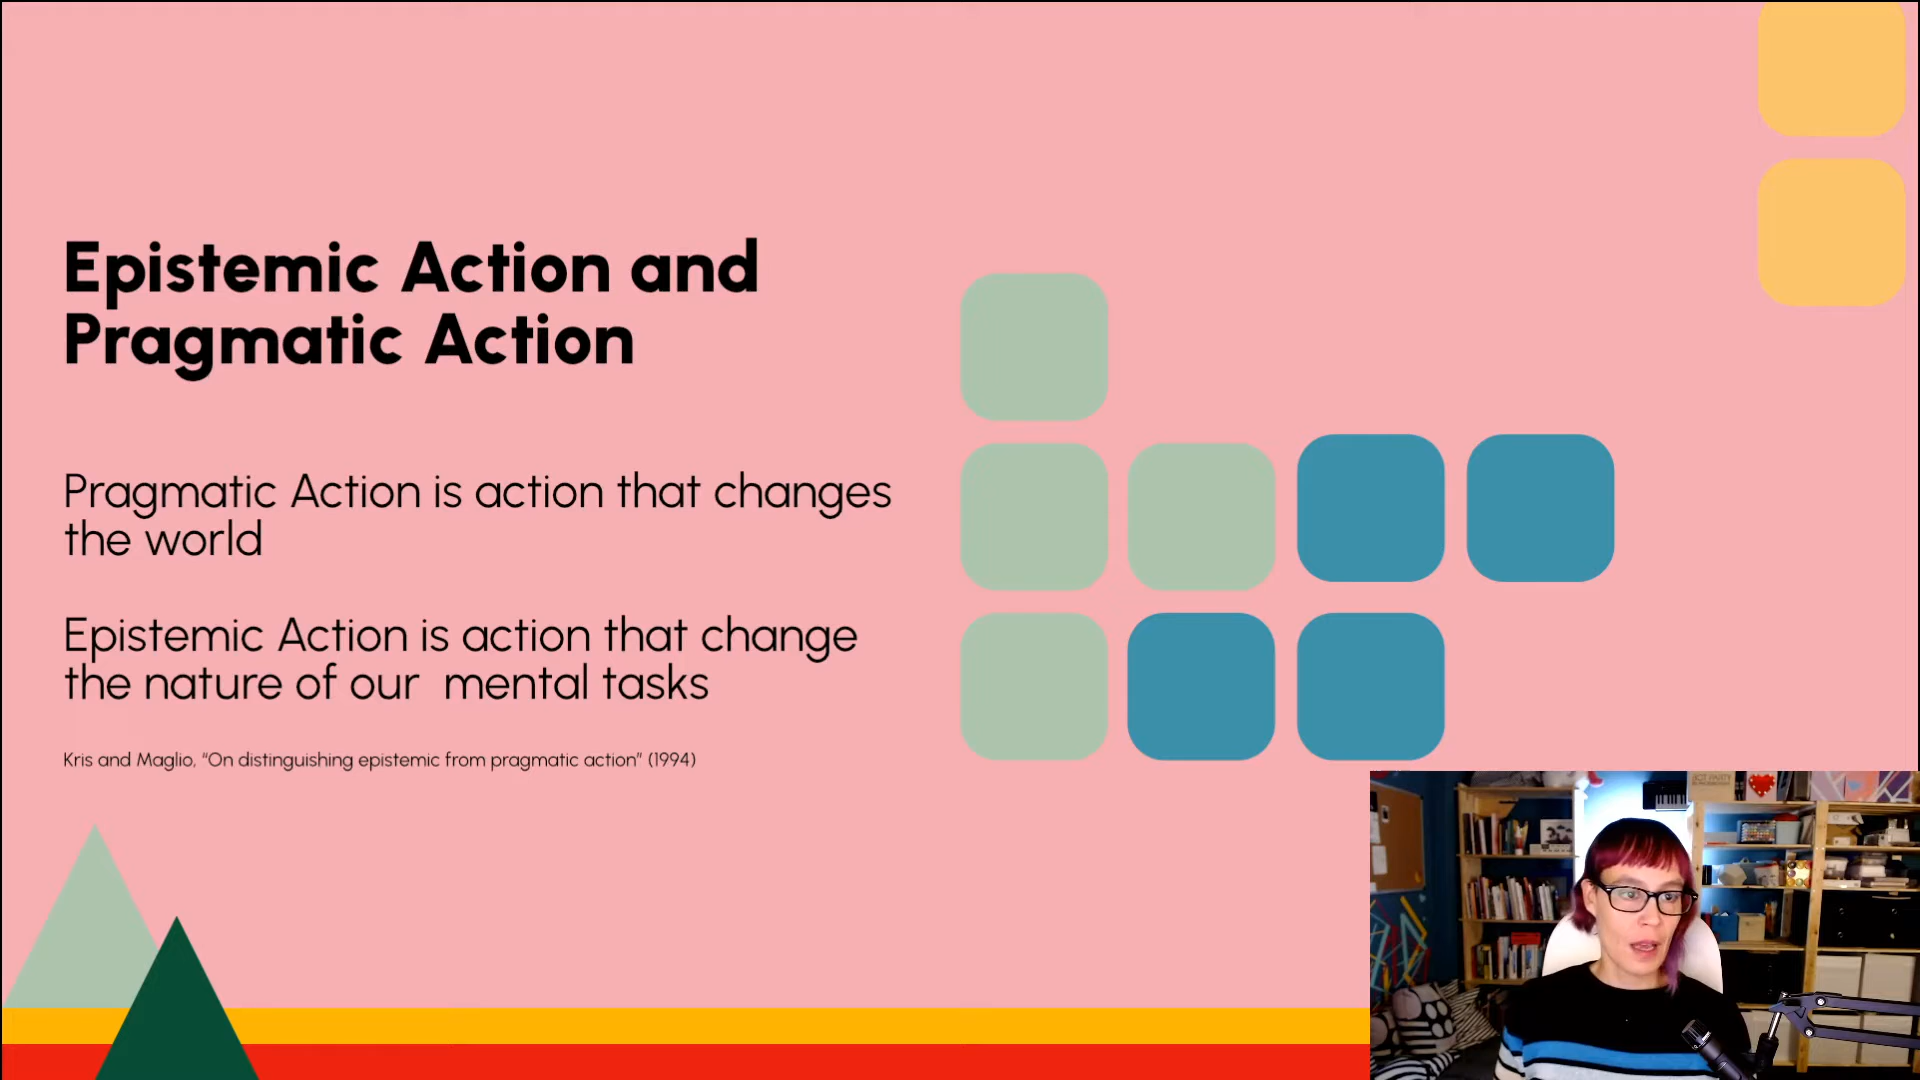 Epistemic Action and
Pragmatic Action
Pragmatic Action is action that changes
the world
Epistemic Action is action that change
the nature of our  mental tasks
Kris and Maglio, “On distinguishing epistemic from pragmatic action” (1994)